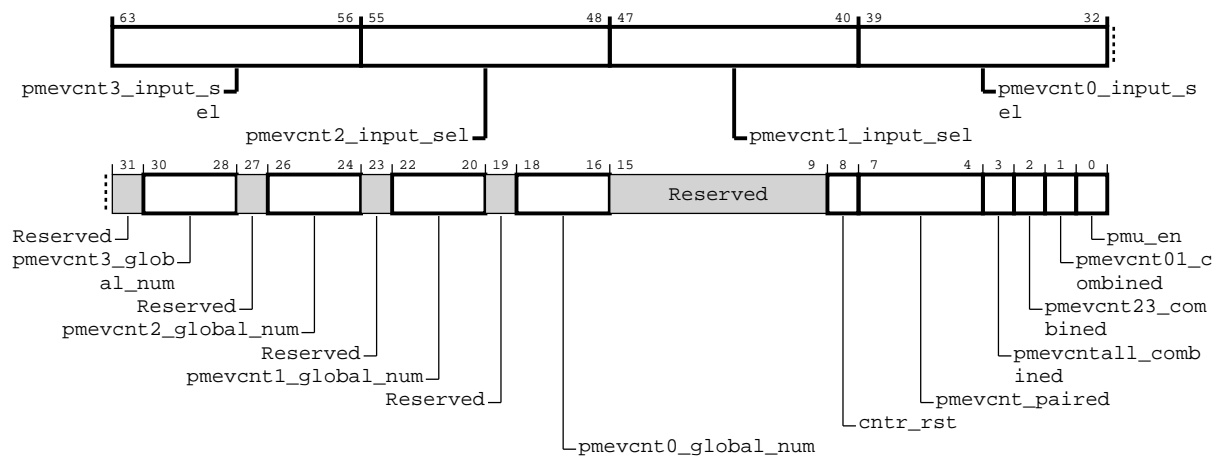 63 56 55 48 47 40 39 32
pmevcnt3_input_s
el
pmevcnt0_input_s
el
pmevcnt2_input_sel
pmevcnt1_input_sel
31 30 28 27 26 24 23 22 20 19 18 16 15 9 8 7 4 3 2 1 0
Reserved
Reserved
pmu_en
pmevcnt3_glob
al_num
pmevcnt01_c
ombined
Reserved
pmevcnt23_com
bined
pmevcnt2_global_num
Reserved
pmevcntall_comb
ined
pmevcnt1_global_num
Reserved
pmevcnt_paired
cntr_rst
pmevcnt0_global_num